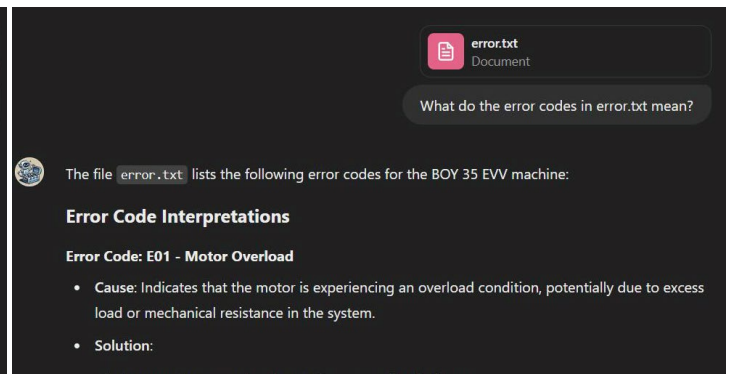 error.txt
Document
What do the error codes in error.txt mean?
The file error.txt lists the following error codes for the BOY 35 EVV machine:
Error Code Interpretations
Error Code: E01 - Motor Overload
• Cause: Indicates that the motor is experiencing an overload condition, potentially due to excess
load or mechanical resistance in the system.
• Solution: